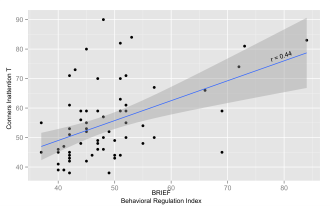 90
80
70
60
50
40
Conners Inattention T
r = 0.44
40
50
60
70
80
BRIEF
Behavioral Regulation Index